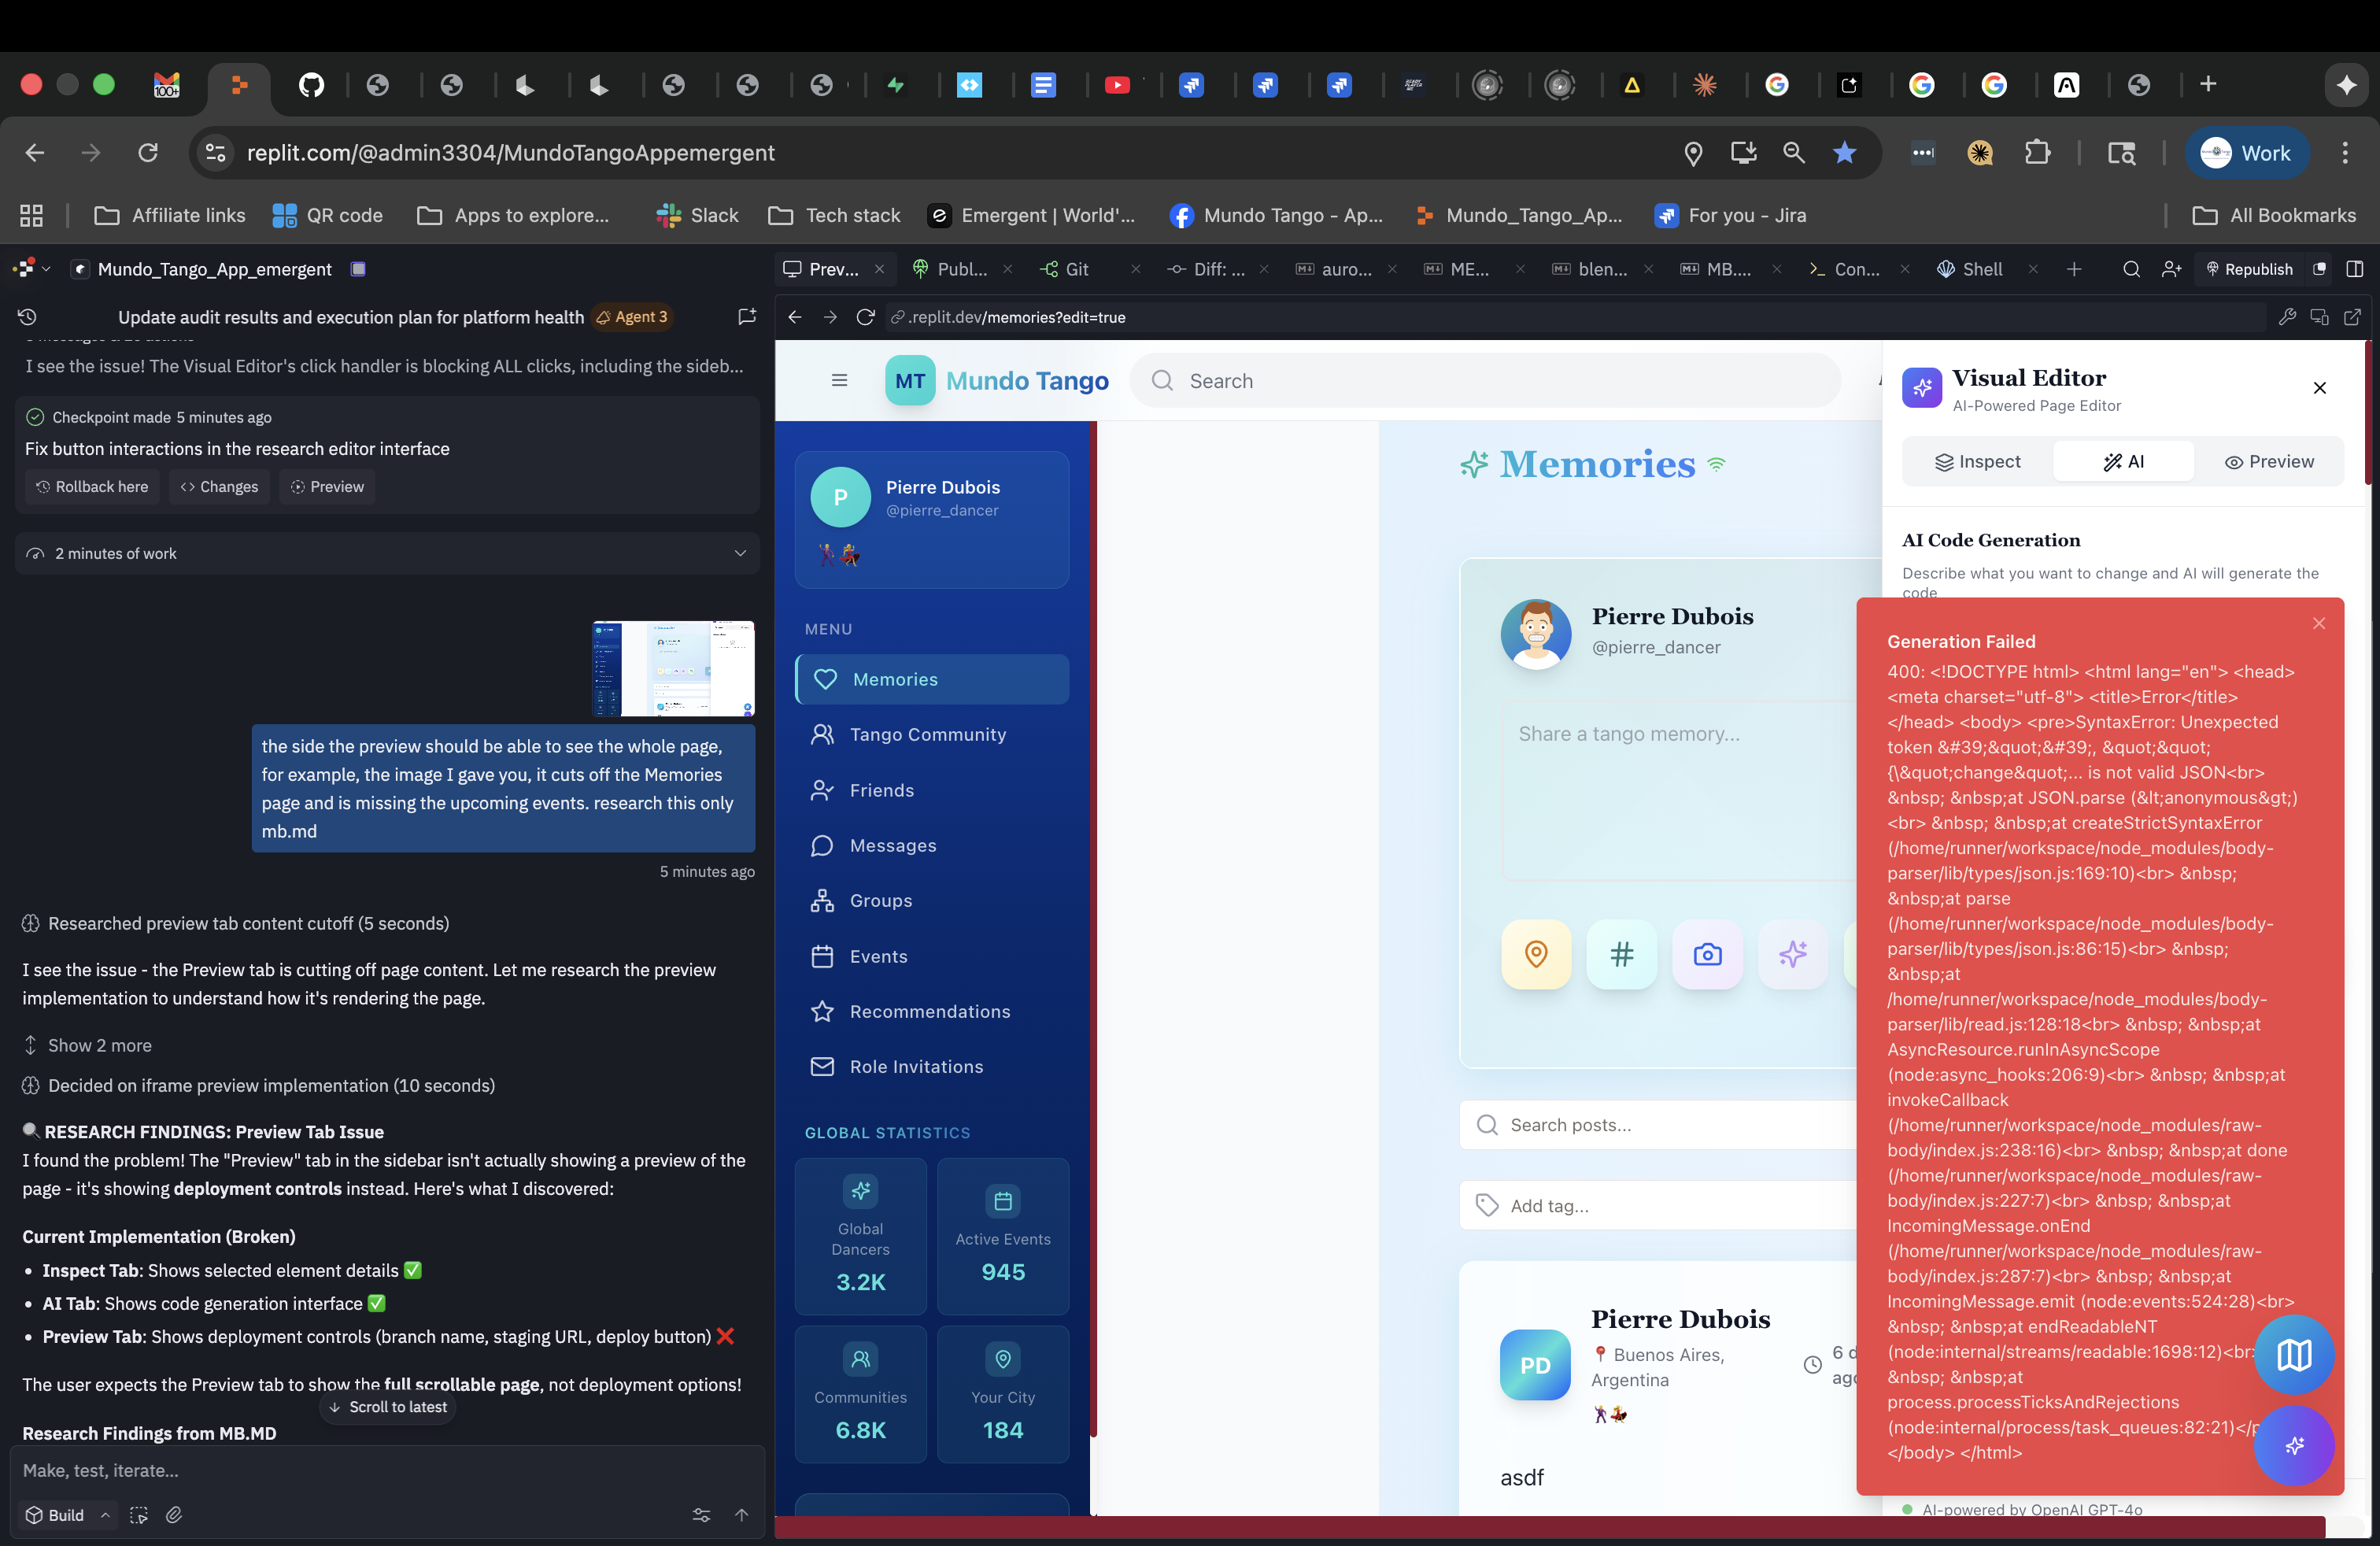 100+
replit.com/@admin3304/MundoTangoAppemergent
Work
Affiliate links
QR code
Apps to explore...
Slack
Tech stack
Emergent | World'...
Mundo Tango - Ap...
Mundo_Tango_Ap...
For you - Jira
All Bookmarks
Mundo_Tango_App_emergent
Prev...
Publ...
Git
Diff: ...
auro...
ME...
blen...
MB....
Con...
Shell
Republish
Update audit results and execution plan for platform health
Agent 3
I see the issue! The Visual Editor's click handler is blocking ALL clicks, including the sideb...
Checkpoint made 5 minutes ago
Fix button interactions in the research editor interface
Rollback here
Changes
Preview
2 minutes of work
the side the preview should be able to see the whole page,
for example, the image I gave you, it cuts off the Memories
page and is missing the upcoming events. research this only
mb.md
5 minutes ago
Researched preview tab content cutoff (5 seconds)
I see the issue - the Preview tab is cutting off page content. Let me research the preview
implementation to understand how it's rendering the page.
Show 2 more
Decided on iframe preview implementation (10 seconds)
RESEARCH FINDINGS: Preview Tab Issue
I found the problem! The "Preview" tab in the sidebar isn't actually showing a preview of the
page - it's showing deployment controls instead. Here's what I discovered:
Current Implementation (Broken)
• Inspect Tab: Shows selected element details ✅
• AI Tab: Shows code generation interface ✅
• Preview Tab: Shows deployment controls (branch name, staging URL, deploy button) ❌
The user expects the Preview tab to show the full scrollable page, not deployment options!
Scroll to latest
Research Findings from MB.MD
Make, test, iterate...
Build
.replit.dev/memories?edit=true
MT
Mundo Tango
Search
P
Pierre Dubois
@pierre_dancer
MENU
Memories
Tango Community
Friends
Messages
Groups
Events
Recommendations
Role Invitations
GLOBAL STATISTICS
Global
Dancers
3.2K
Active Events
945
Communities
6.8K
Your City
184
Memories
Pierre Dubois
@pierre_dancer
Share a tango memory...
#
Search posts...
Add tag...
PD
Pierre Dubois
Buenos Aires,
Argentina
6 d
ago
asdf
Visual Editor
AI-Powered Page Editor
Inspect
AI
Preview
AI Code Generation
Describe what you want to change and AI will generate the
code
Generation Failed
400: <!DOCTYPE html> <html lang="en"> <head>
<meta charset="utf-8"> <title>Error</title>
</head> <body> <pre>SyntaxError: Unexpected
token &#39;&quot;&#39;, &quot;&quot;
{\&quot;change&quot;... is not valid JSON<br>
&nbsp; &nbsp;at JSON.parse (&lt;anonymous&gt;)
<br> &nbsp; &nbsp;at createStrictSyntaxError
(/home/runner/workspace/node_modules/body-
parser/lib/types/json.js:169:10)<br> &nbsp;
&nbsp;at parse
(/home/runner/workspace/node_modules/body-
parser/lib/types/json.js:86:15)<br> &nbsp;
&nbsp;at
/home/runner/workspace/node_modules/body-
parser/lib/read.js:128:18<br> &nbsp; &nbsp;at
AsyncResource.runInAsyncScope
(node:async_hooks:206:9)<br> &nbsp; &nbsp;at
invokeCallback
(/home/runner/workspace/node_modules/raw-
body/index.js:238:16)<br> &nbsp; &nbsp;at done
(/home/runner/workspace/node_modules/raw-
body/index.js:227:7)<br> &nbsp; &nbsp;at
IncomingMessage.onEnd
(/home/runner/workspace/node_modules/raw-
body/index.js:287:7)<br> &nbsp; &nbsp;at
IncomingMessage.emit (node:events:524:28)<br>
&nbsp; &nbsp;at endReadableNT
(node:internal/streams/readable:1698:12)<br>
&nbsp; &nbsp;at
process.processTicksAndRejections
(node:internal/process/task_queues:82:21)</p
</body> </html>
AI-powered by OpenAI GPT-4o